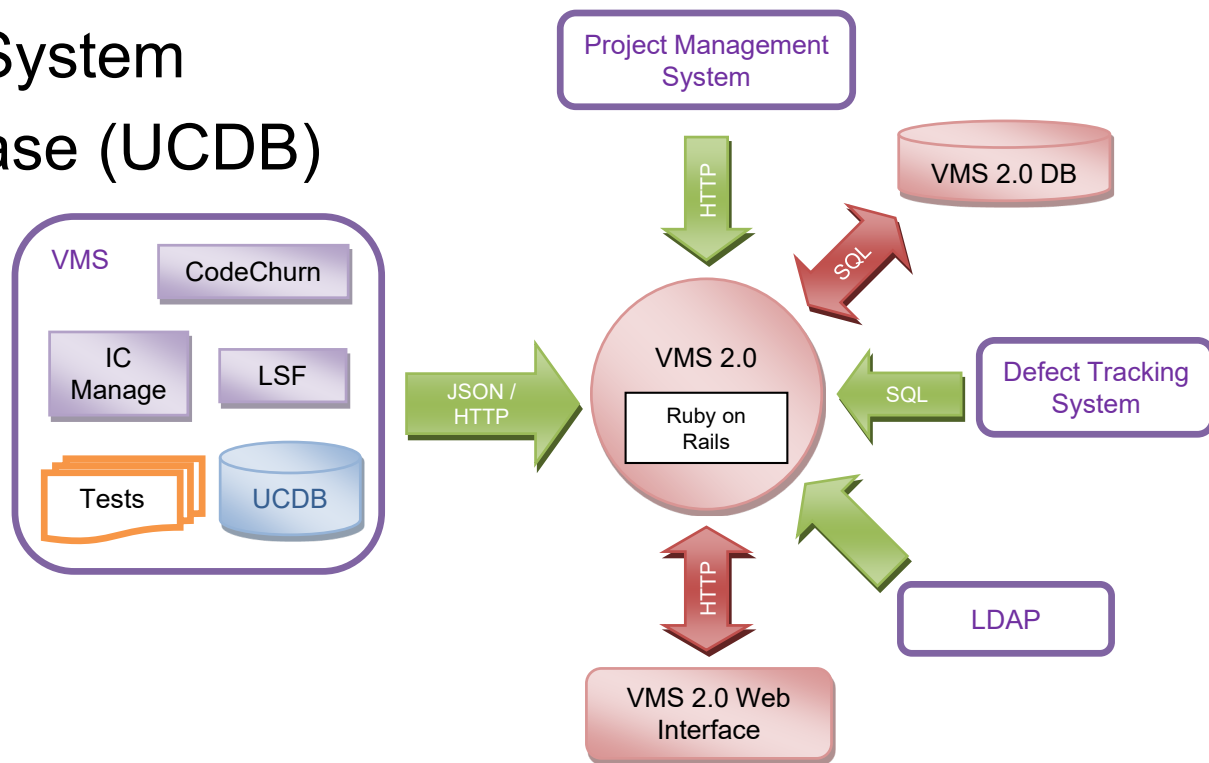 System
ase (UCDB)
Project Management
System
HTTP
VMS 2.0 DB
SQL
VMS
CodeChurn
IC
Manage
LSF
Tests
UCDB
JSON /
HTTP
VMS 2.0
Ruby on
Rails
SQL
Defect Tracking
System
HTTP
LDAP
VMS 2.0 Web
Interface